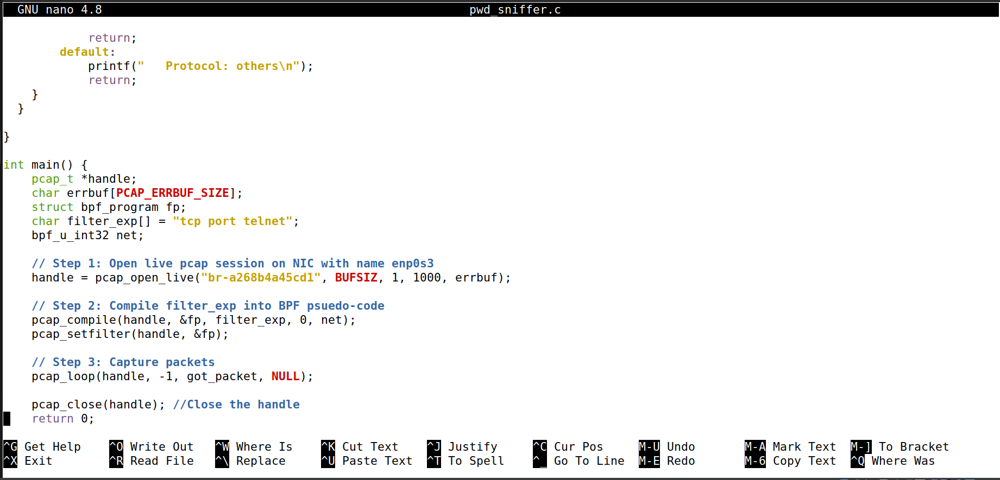 GNU nano 4.8 pwd_sniffer.c
            return;
        default:
            printf("   Protocol: others\n");
            return;
    }
  }
}
int main() {
    pcap_t *handle;
    char errbuf[PCAP_ERRBUF_SIZE];
    struct bpf_program fp;
    char filter_exp[] = "tcp port telnet";
    bpf_u_int32 net;
    // Step 1: Open live pcap session on NIC with name enp0s3
    handle = pcap_open_live("br-a268b4a45cd1", BUFSIZ, 1, 1000, errbuf);
    // Step 2: Compile filter_exp into BPF psuedo-code
    pcap_compile(handle, &fp, filter_exp, 0, net);
    pcap_setfilter(handle, &fp);
    // Step 3: Capture packets
    pcap_loop(handle, -1, got_packet, NULL);
    pcap_close(handle); //Close the handle
    return 0;
^G Get Help ^O Write Out ^W Where Is ^K Cut Text ^J Justify ^C Cur Pos M-U Undo M-A Mark Text M-] To Bracket
^X Exit ^R Read File ^\ Replace ^U Paste Text ^T To Spell ^_ Go To Line M-E Redo M-6 Copy Text ^Q Where Was